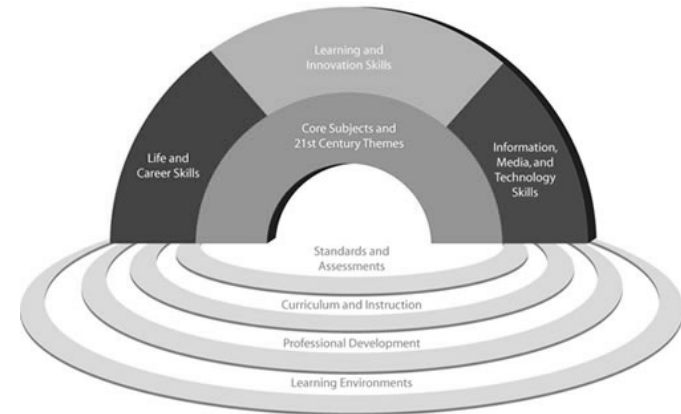 Learning and
Innovation Skills
Core Subjects and
21st Century Themes
Life and
Career Skills
Information,
Media, and
Technology
Skills
Standards and
Assessments
Curriculum and Instruction
Professional Development
Learning Environments